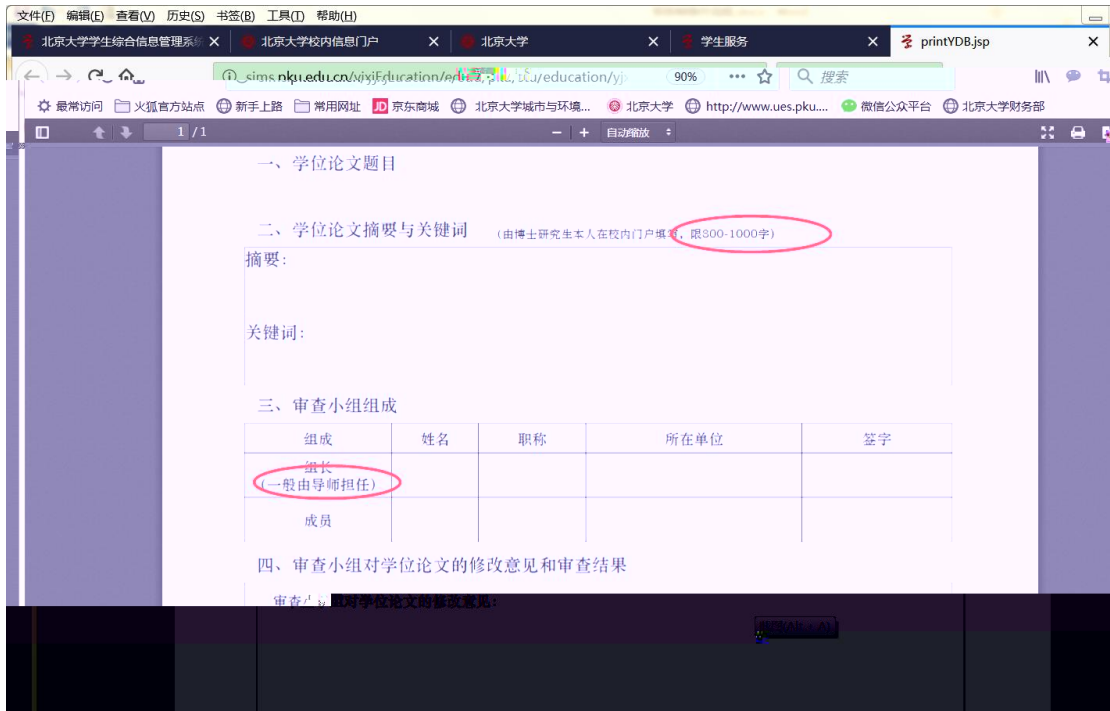 文件(F) 编辑(E) 查看(V) 历史(S) 书签(B) 工具(T) 帮助(H)
北京大学学生综合信息管理系统 北京大学校内信息门户 北京大学 学生服务 printYDB.jsp
90% 搜索
最常访问 火狐官方站点 新手上路 常用网址 JD 京东商城 北京大学城市与环境... 北京大学 http://www.ues.pku.... 微信公众平台 北京大学财务部
1 / 1 自动缩放
一、学位论文题目
二、学位论文摘要与关键词 (由博士研究生本人在校内门户填写，限800-1000字)
摘要:
关键词:
三、审查小组组成
组成 姓名 职称 所在单位 签字
组长
(一般由导师担任)
成员
四、审查小组对学位论文的修改意见和审查结果
审查小组对学位论文的修改意见: